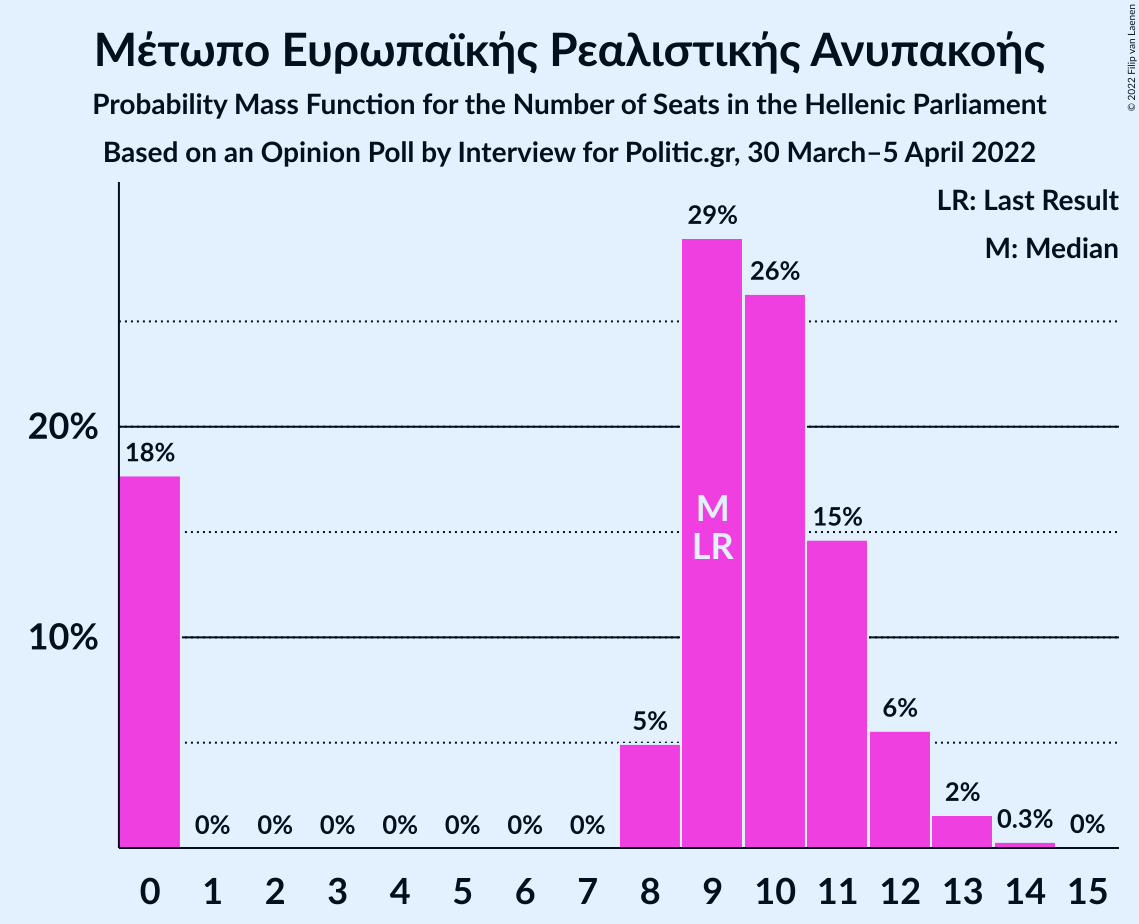 Μέτωπο Ευρωπαϊκής Ρεαλιστικής Ανυπακοής
Probability Mass Function for the Number of Seats in the Hellenic Parliament
Based on an Opinion Poll by Interview for Politic.gr, 30 March–5 April 2022
© 2022 Filip van Laenen
LR: Last Result
M: Median
29%
26%
20%
18%
M
LR
15%
10%
6%
5%
2%
0.3%
0% 0% 0% 0% 0% 0% 0% 0%
0 1 2 3 4 5 6 7 8 9 10 11 12 13 14 15